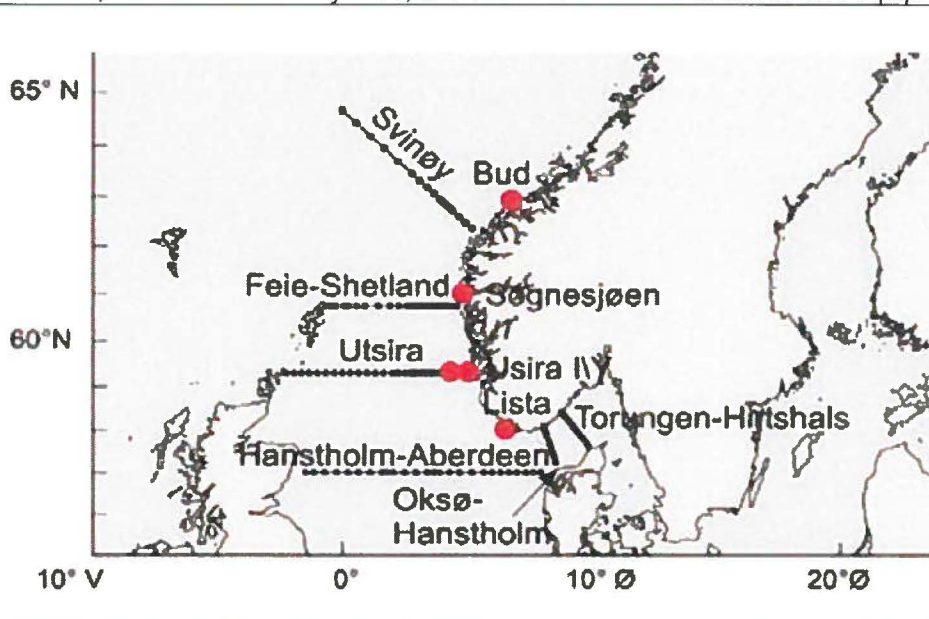 65° N
Svinøy
Bud
Feie-Shetland
Sognesjøen
60°N
Utsira
Usira I\Y
Lista
Torungen-Hirtshals
Hanstholm-Aberdeen
Oksø-
Hanstholm
10° V
0°
10° Ø
20°Ø